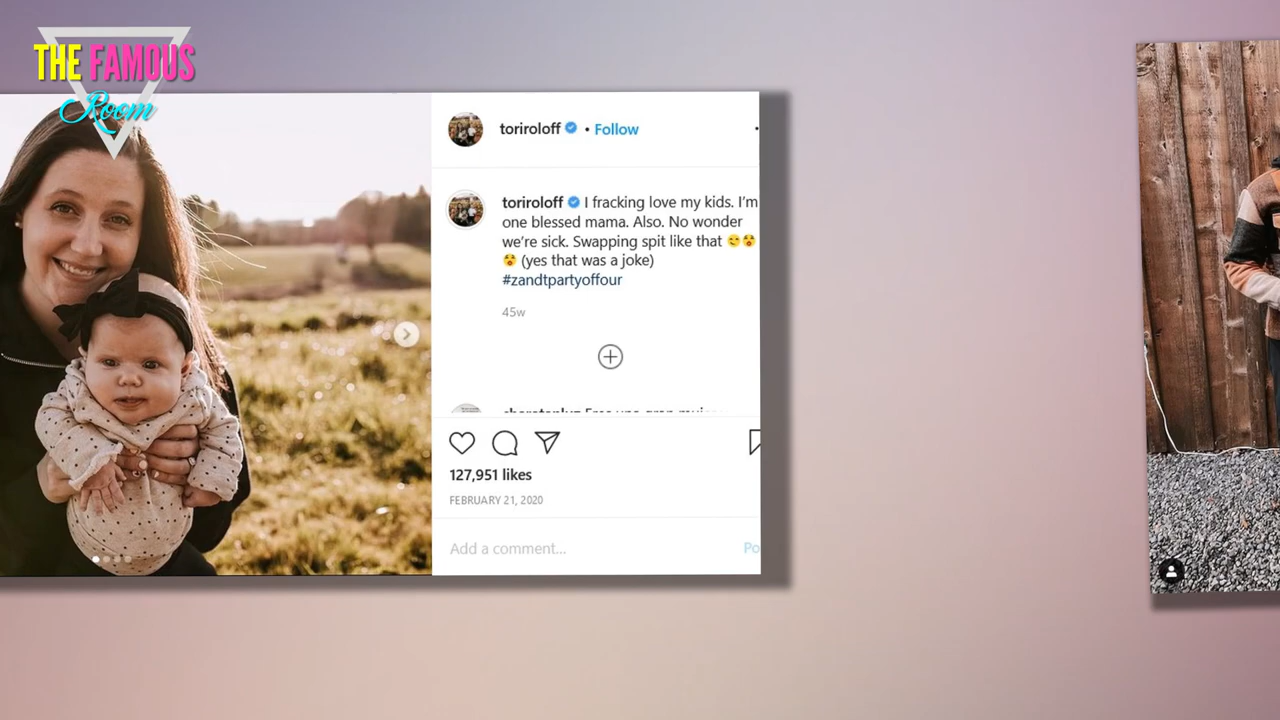 THE FAMOUS
Room
toriroloff • Follow
toriroloff I fracking love my kids. I'm
one blessed mama. Also. No wonder
we're sick. Swapping spit like that 😉😵
😵 (yes that was a joke)
#zandtpartyoffour
45w
127,951 likes
FEBRUARY 21, 2020
Add a comment...
Po